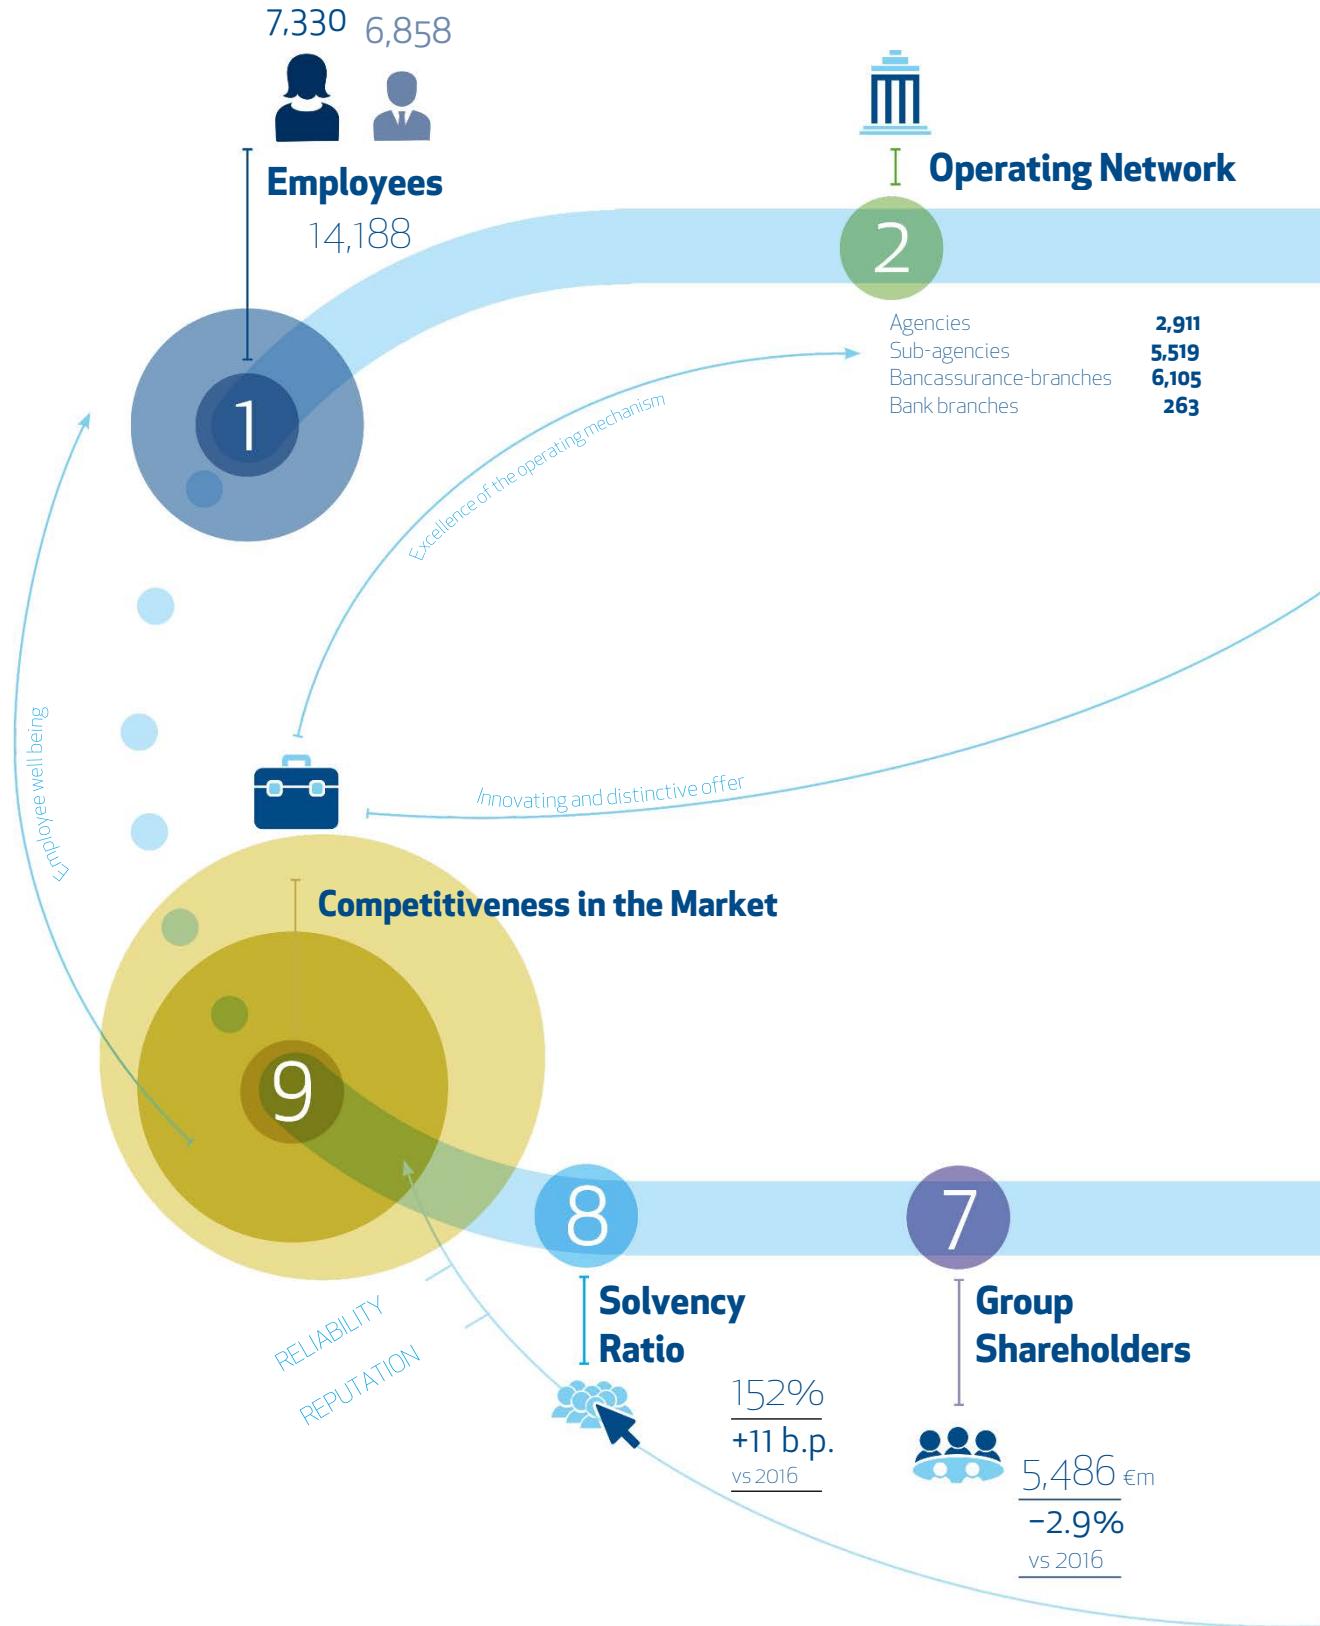 7,330 6,858
Employees
14,188
1
Operating Network
2
Agencies 2,911
Sub-agencies 5,519
Bancassurance-branches 6,105
Bank branches 263
Excellence of the operating mechanism
Employee well being
Innovating and distinctive offer
Competitiveness in the Market
9
RELIABILITY
REPUTATION
8
Solvency
Ratio
152%
+11 b.p.
vs 2016
7
Group
Shareholders
5,486 €m
-2.9%
vs 2016